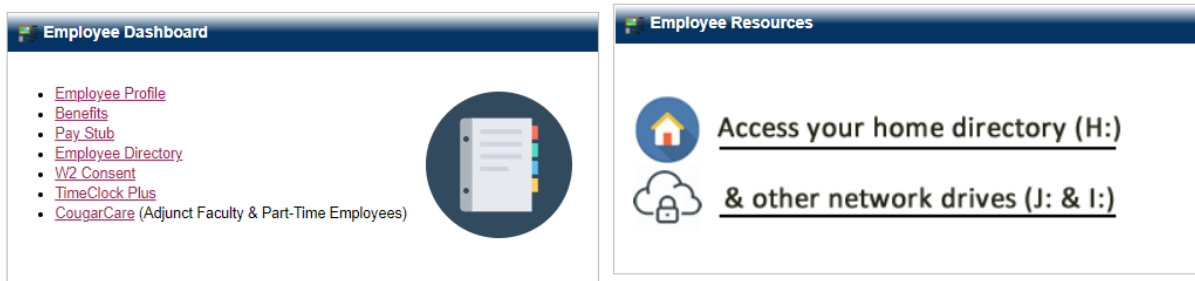 Employee Dashboard
Employee Profile
Benefits
Pay Stub
Employee Directory
W2 Consent
TimeClock Plus
CougarCare (Adjunct Faculty & Part-Time Employees)
Employee Resources
Access your home directory (H:)
& other network drives (J: & I:)